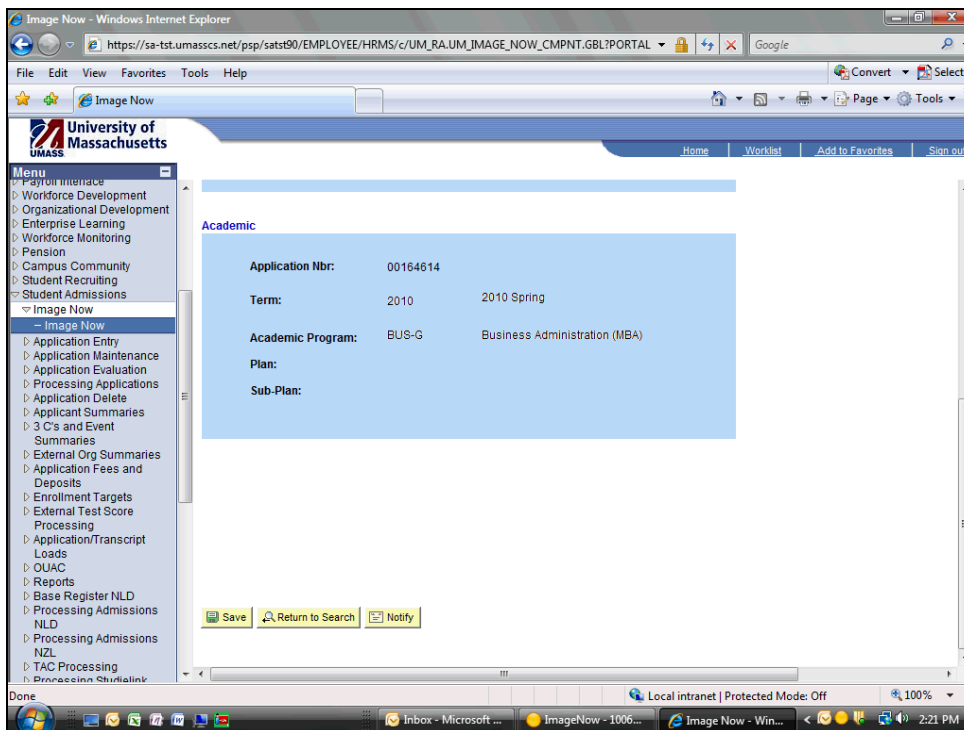 Image Now - Windows Internet Explorer
https://sa-tst.umasscs.net/psp/satst90/EMPLOYEE/HRMS/c/UM_RA.UM_IMAGE_NOW_CMPNT.GBL?PORTAL
Google
File Edit View Favorites Tools Help
Convert Select
Image Now
Page Tools
University of
Massachusetts
UMASS
Home Worklist Add to Favorites Sign out
Menu
Payroll Interface
Workforce Development
Organizational Development
Enterprise Learning
Workforce Monitoring
Pension
Campus Community
Student Recruiting
Student Admissions
Image Now
– Image Now
Application Entry
Application Maintenance
Application Evaluation
Processing Applications
Application Delete
Applicant Summaries
3 C's and Event
Summaries
External Org Summaries
Application Fees and
Deposits
Enrollment Targets
External Test Score
Processing
Application/Transcript
Loads
OUAC
Reports
Base Register NLD
Processing Admissions
NLD
Processing Admissions
NZL
TAC Processing
Processing Studielink
Academic
Application Nbr: 00164614
Term: 2010 2010 Spring
Academic Program: BUS-G Business Administration (MBA)
Plan:
Sub-Plan:
Save Return to Search Notify
Done
Local intranet | Protected Mode: Off
100%
Inbox - Microsoft ...
ImageNow - 1006...
Image Now - Win...
2:21 PM